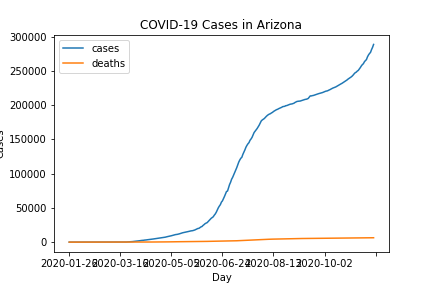 COVID-19 Cases in Arizona
cases
deaths
300000
250000
200000
150000
100000
50000
0
cases
2020-01-26 2020-03-16 2020-05-05 2020-06-24 2020-08-13 2020-10-02
Day